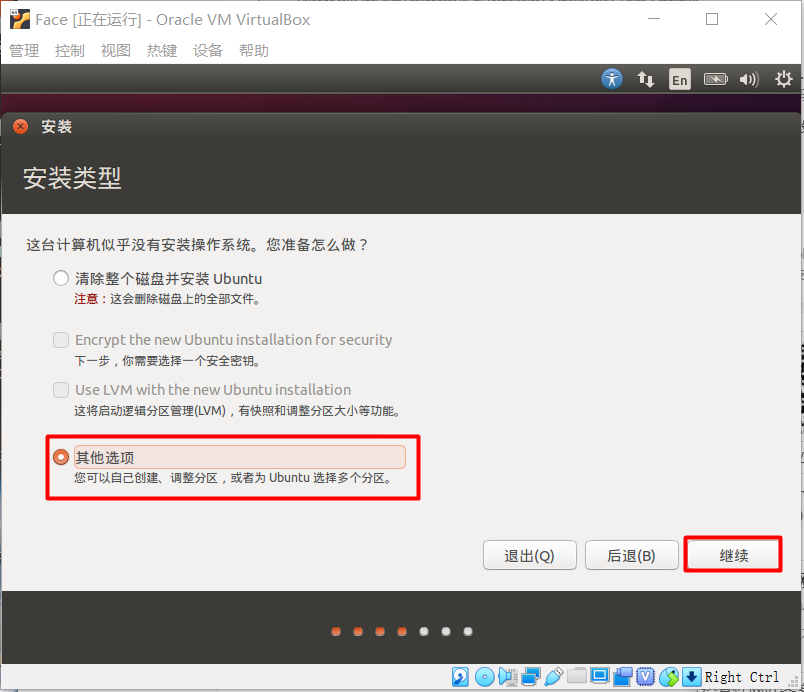 Face [正在运行] - Oracle VM VirtualBox
管理 控制 视图 热键 设备 帮助
En
安装
安装类型
这台计算机似乎没有安装操作系统。您准备怎么做？
清除整个磁盘并安装 Ubuntu
注意：这会删除磁盘上的全部文件。
Encrypt the new Ubuntu installation for security
下一步，你需要选择一个安全密钥。
Use LVM with the new Ubuntu installation
这将启动逻辑分区管理(LVM)，有快照和调整分区大小等功能。
其他选项
您可以自己创建、调整分区，或者为 Ubuntu 选择多个分区。
退出(Q) 后退(B) 继续
Right Ctrl